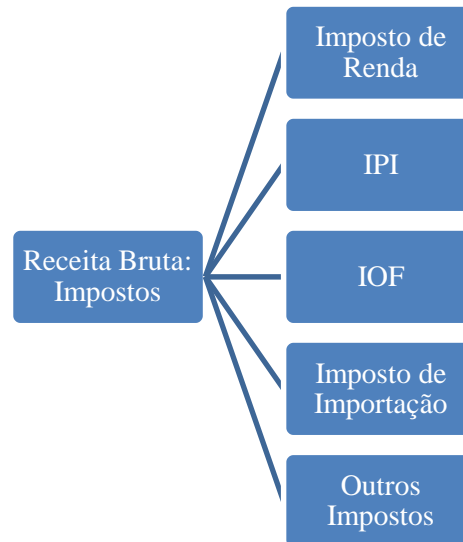 Imposto de
Renda
IPI
Receita Bruta:
Impostos
IOF
Imposto de
Importação
Outros
Impostos